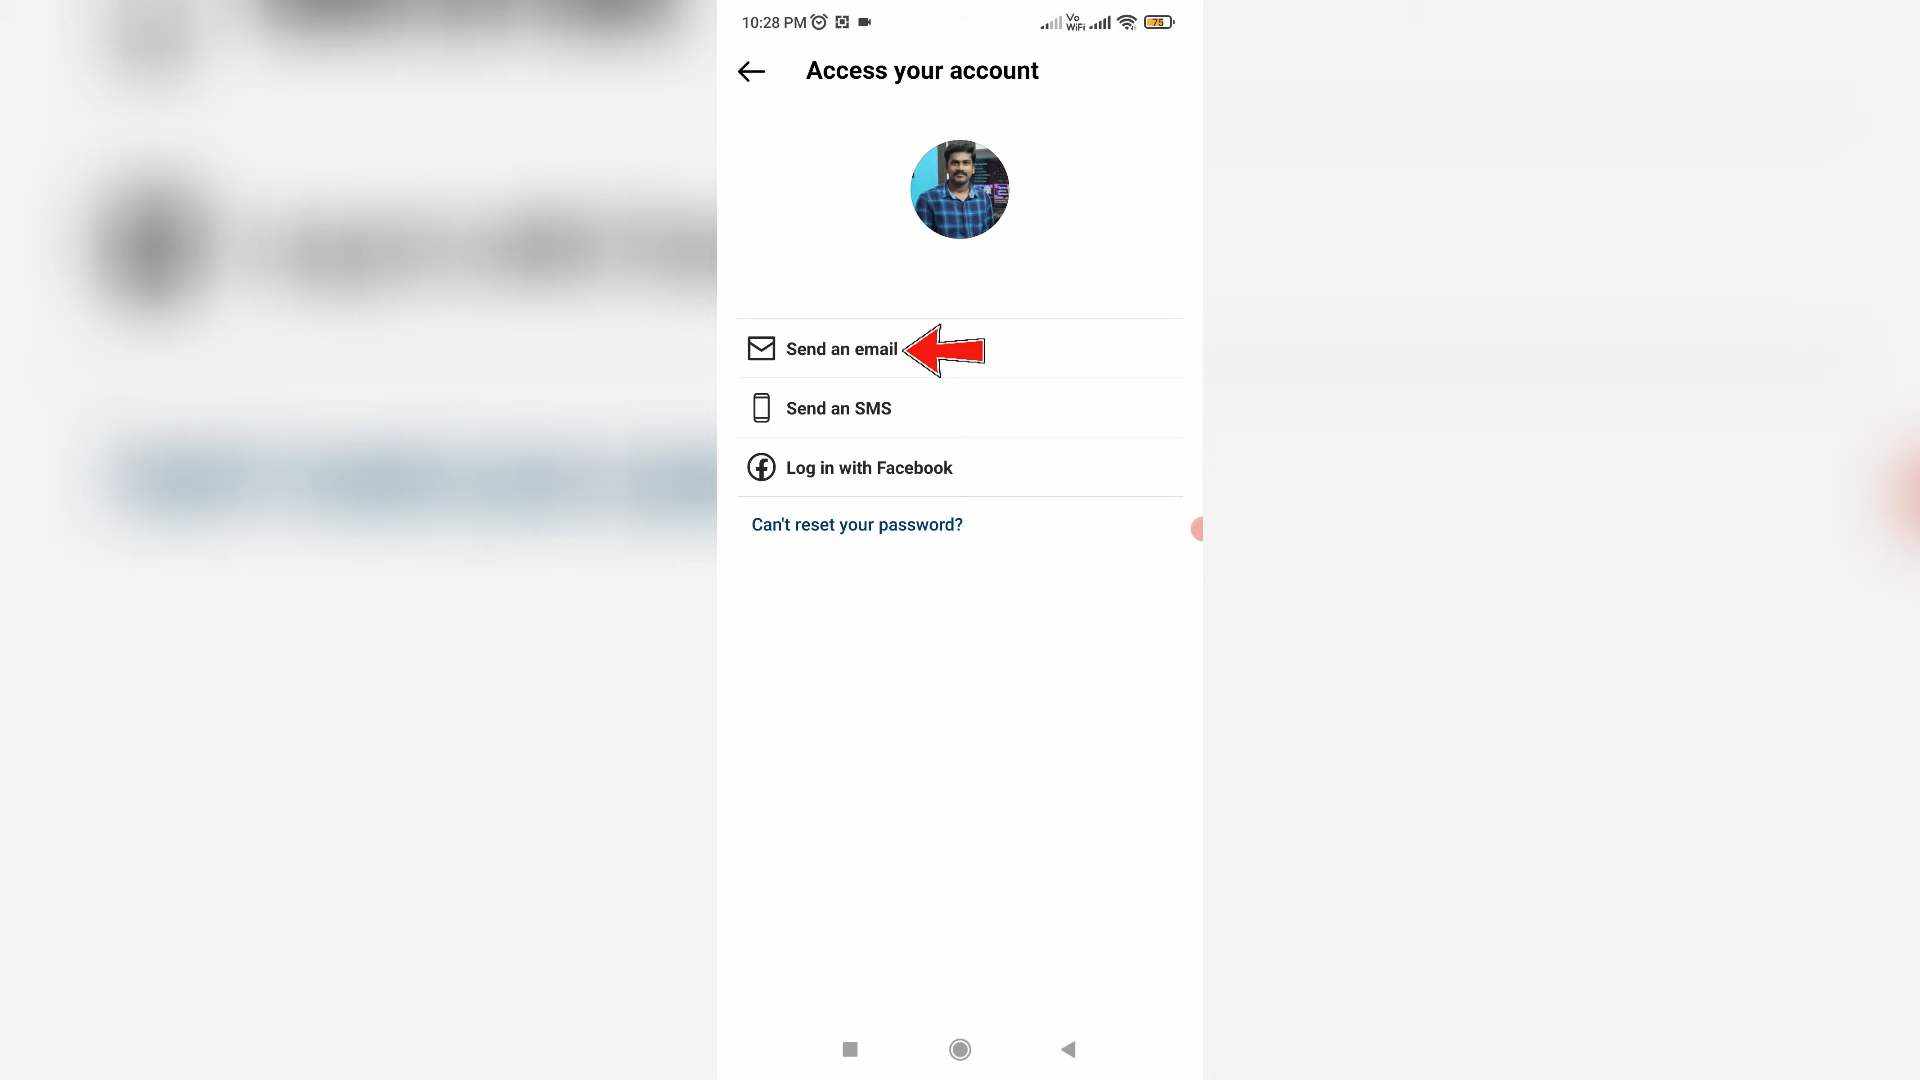 10:28 PM
Vo
WiFi
75
Access your account
Send an email
Send an SMS
Log in with Facebook
Can't reset your password?